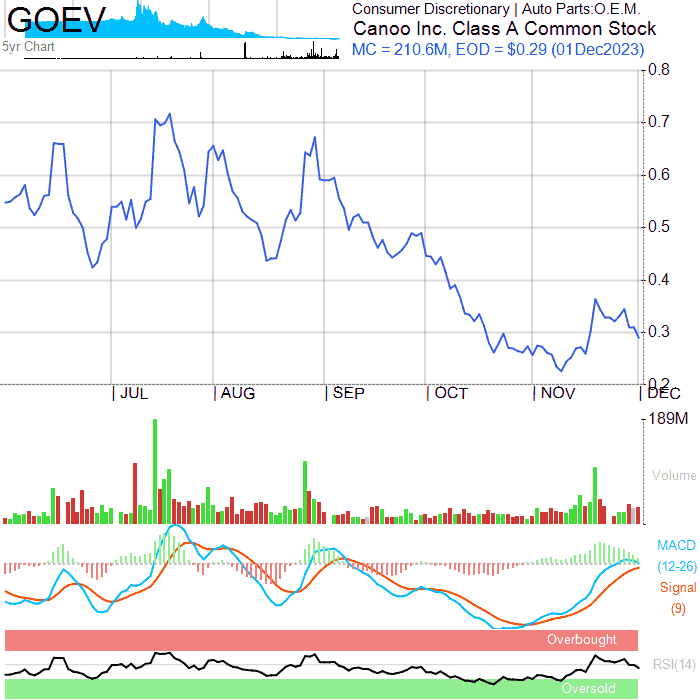 GOEV
5yr Chart
Consumer Discretionary | Auto Parts:O.E.M.
Canoo Inc. Class A Common Stock
MC = 210.6M, EOD = $0.29 (01Dec2023)
0.8
0.7
0.6
0.5
0.4
0.3
0.2
JUL AUG SEP OCT NOV DEC
189M
Volume
MACD
(12-26)
Signal
(9)
Overbought
RSI(14)
Oversold